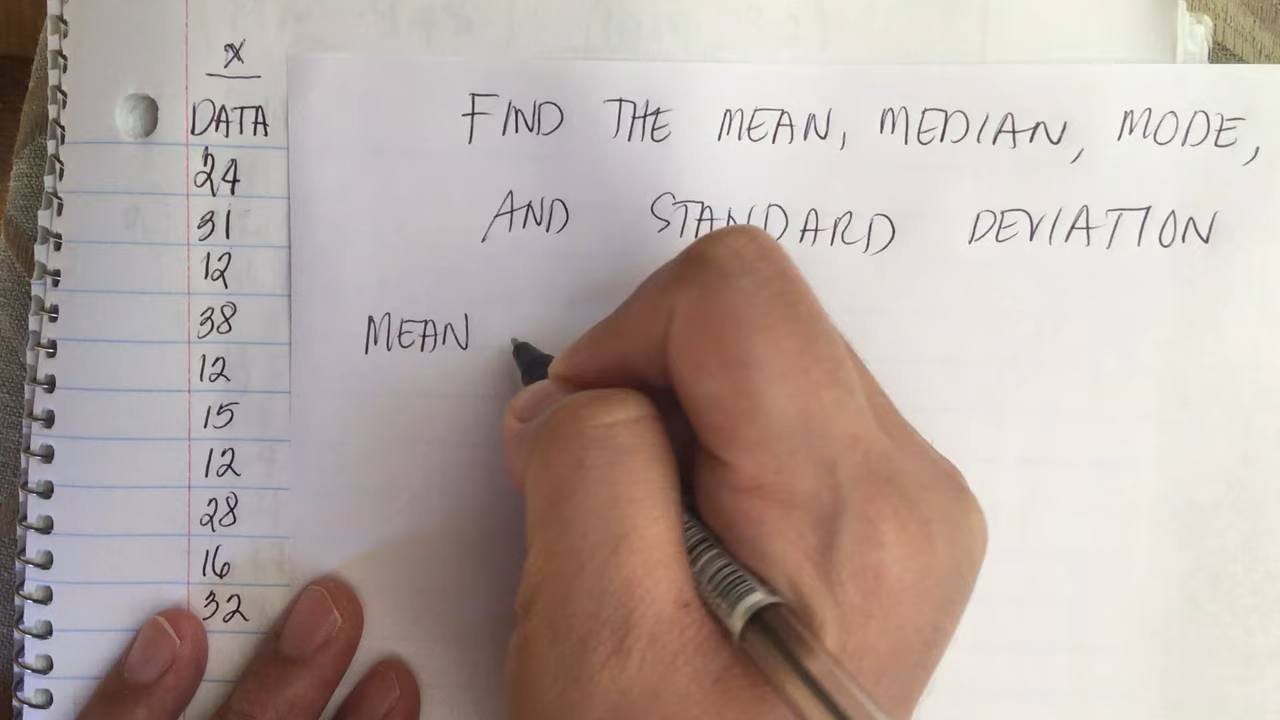 x
DATA
24
31
12
38
12
15
12
28
16
32
FIND THE MEAN, MEDIAN, MODE,
AND STANDARD DEVIATION
MEAN